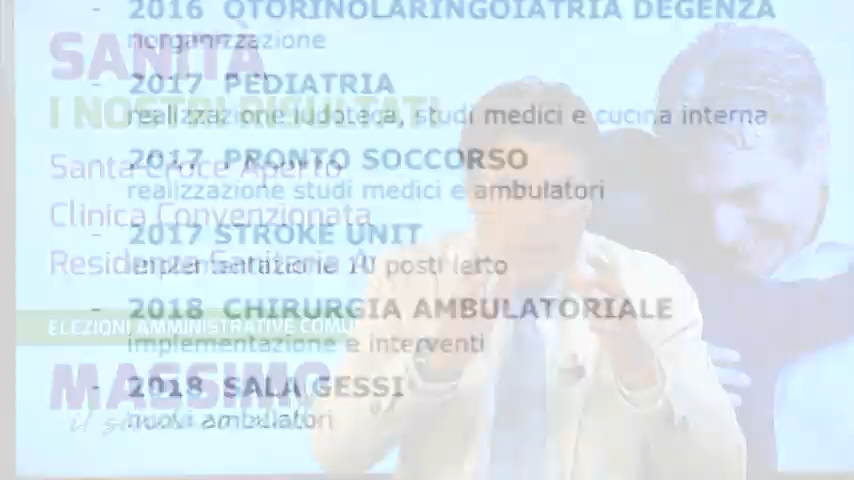 - 2016 OTORINOLARINGOIATRIA DEGENZA
riorganizzazione
SANITÀ
- 2017 PEDIATRIA
I NOSTRI RISULTATI
realizzazione ludoteca, studi medici e cucina interna
- 2017 PRONTO SOCCORSO
Santa Croce Aperto
realizzazione studi medici e ambulatori
Clinica Convenzionata
- 2017 STROKE UNIT
Residenza Sanitaria
implementazione 10 posti letto
- 2018 CHIRURGIA AMBULATORIALE
ELEZIONI AMMINISTRATIVE
implementazione e interventi
- 2018 SALA GESSI
MASSIMO
nuovi ambulatori
il